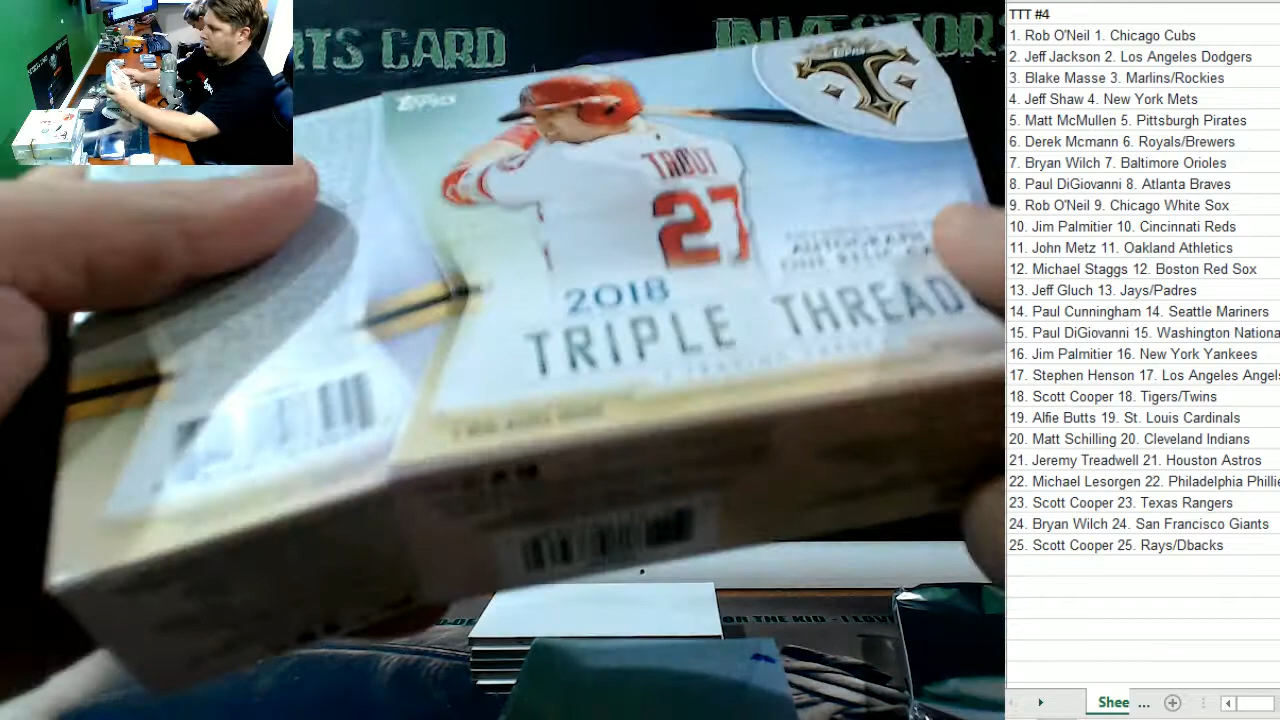 RTS CARD
INVESTORS
TOPPS
TROUT
27
2018
TRIPLE THREAD
OR THE KID - I LOV
TTT #4
1. Rob O'Neil 1. Chicago Cubs
2. Jeff Jackson 2. Los Angeles Dodgers
3. Blake Masse 3. Marlins/Rockies
4. Jeff Shaw 4. New York Mets
5. Matt McMullen 5. Pittsburgh Pirates
6. Derek Mcmann 6. Royals/Brewers
7. Bryan Wilch 7. Baltimore Orioles
8. Paul DiGiovanni 8. Atlanta Braves
9. Rob O'Neil 9. Chicago White Sox
10. Jim Palmitier 10. Cincinnati Reds
11. John Metz 11. Oakland Athletics
12. Michael Staggs 12. Boston Red Sox
13. Jeff Gluch 13. Jays/Padres
14. Paul Cunningham 14. Seattle Mariners
15. Paul DiGiovanni 15. Washington Nationa
16. Jim Palmitier 16. New York Yankees
17. Stephen Henson 17. Los Angeles Angels
18. Scott Cooper 18. Tigers/Twins
19. Alfie Butts 19. St. Louis Cardinals
20. Matt Schilling 20. Cleveland Indians
21. Jeremy Treadwell 21. Houston Astros
22. Michael Lesorgen 22. Philadelphia Phillie
23. Scott Cooper 23. Texas Rangers
24. Bryan Wilch 24. San Francisco Giants
25. Scott Cooper 25. Rays/Dbacks
Shee ...